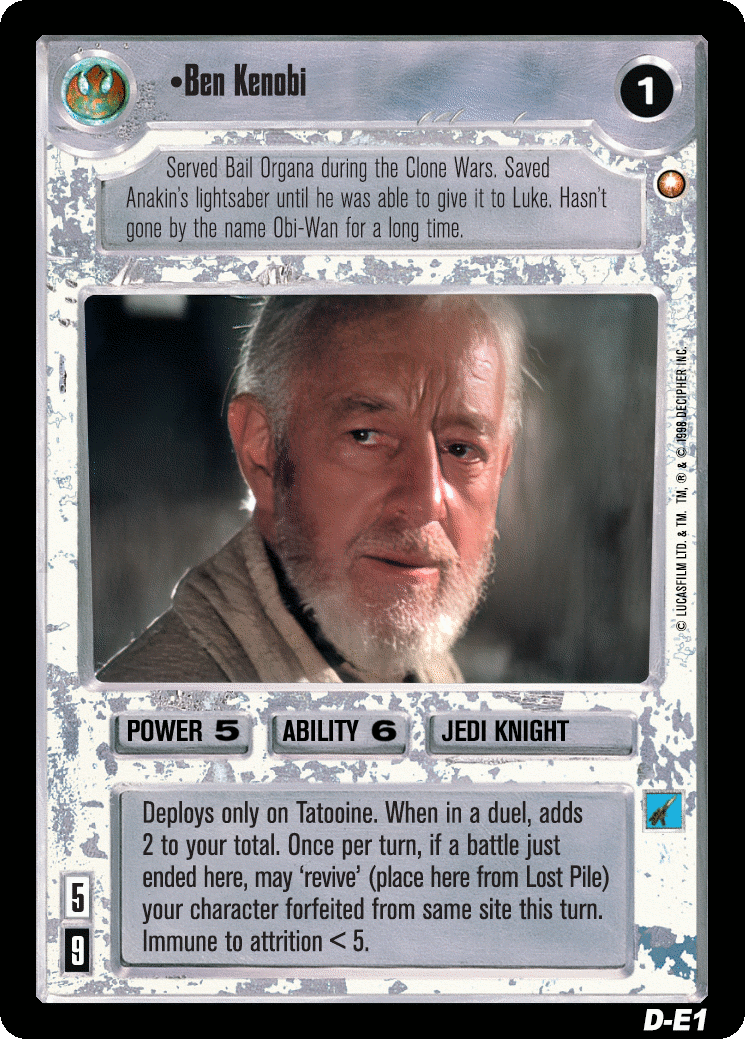 •Ben Kenobi
1
Served Bail Organa during the Clone Wars. Saved
Anakin's lightsaber until he was able to give it to Luke. Hasn't
gone by the name Obi-Wan for a long time.
© LUCASFILM LTD. & TM. TM, ® & © 1998 DECIPHER INC.
POWER 5
ABILITY 6
JEDI KNIGHT
Deploys only on Tatooine. When in a duel, adds
2 to your total. Once per turn, if a battle just
ended here, may ‘revive’ (place here from Lost Pile)
your character forfeited from same site this turn.
Immune to attrition < 5.
5
9
D-E1